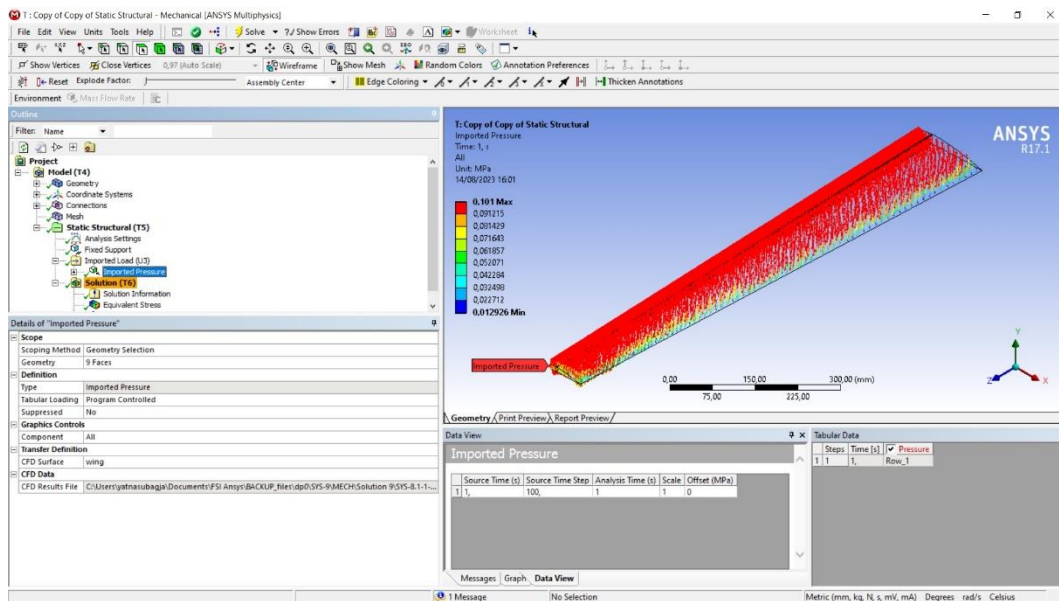 T : Copy of Copy of Static Structural - Mechanical [ANSYS Multiphysics]
File Edit View Units Tools Help Solve ?/ Show Errors Worksheet
Show Vertices Close Vertices 0,97 (Auto Scale) Wireframe Show Mesh Random Colors Annotation Preferences
Reset Explode Factor: Assembly Center Edge Coloring Thicken Annotations
Environment Mass Flow Rate
Outline
Filter: Name
Project
Model (T4)
Geometry
Coordinate Systems
Connections
Mesh
Static Structural (T5)
Analysis Settings
Fixed Support
Imported Load (U3)
Imported Pressure
Solution (T6)
Solution Information
Equivalent Stress
Details of "Imported Pressure"
Scope
Scoping Method Geometry Selection
Geometry 9 Faces
Definition
Type Imported Pressure
Tabular Loading Program Controlled
Suppressed No
Graphics Controls
Component All
Transfer Definition
CFD Surface wing
CFD Data
CFD Results File C:\Users\yatnasubagja\Documents\FSI Ansys\BACKUP_files\dp0\SYS-9\MECH\Solution 9\SYS-8.1-1-...
T: Copy of Copy of Static Structural
Imported Pressure
Time: 1, s
All
Unit: MPa
14/08/2023 16:01
0,101 Max
0,091215
0,081429
0,071643
0,061857
0,052071
0,042284
0,032498
0,022712
0,012926 Min
ANSYS
R17.1
Imported Pressure
0,00 150,00 300,00 (mm)
75,00 225,00
Y
Z X
Geometry Print Preview Report Preview
Data View
Imported Pressure
Source Time (s) Source Time Step Analysis Time (s) Scale Offset (MPa)
1 1, 100, 1 1 0
Messages Graph Data View
Tabular Data
Steps Time [s] Pressure
1 1 1, Row_1
1 Message No Selection Metric (mm, kg, N, s, mV, mA) Degrees rad/s Celsius